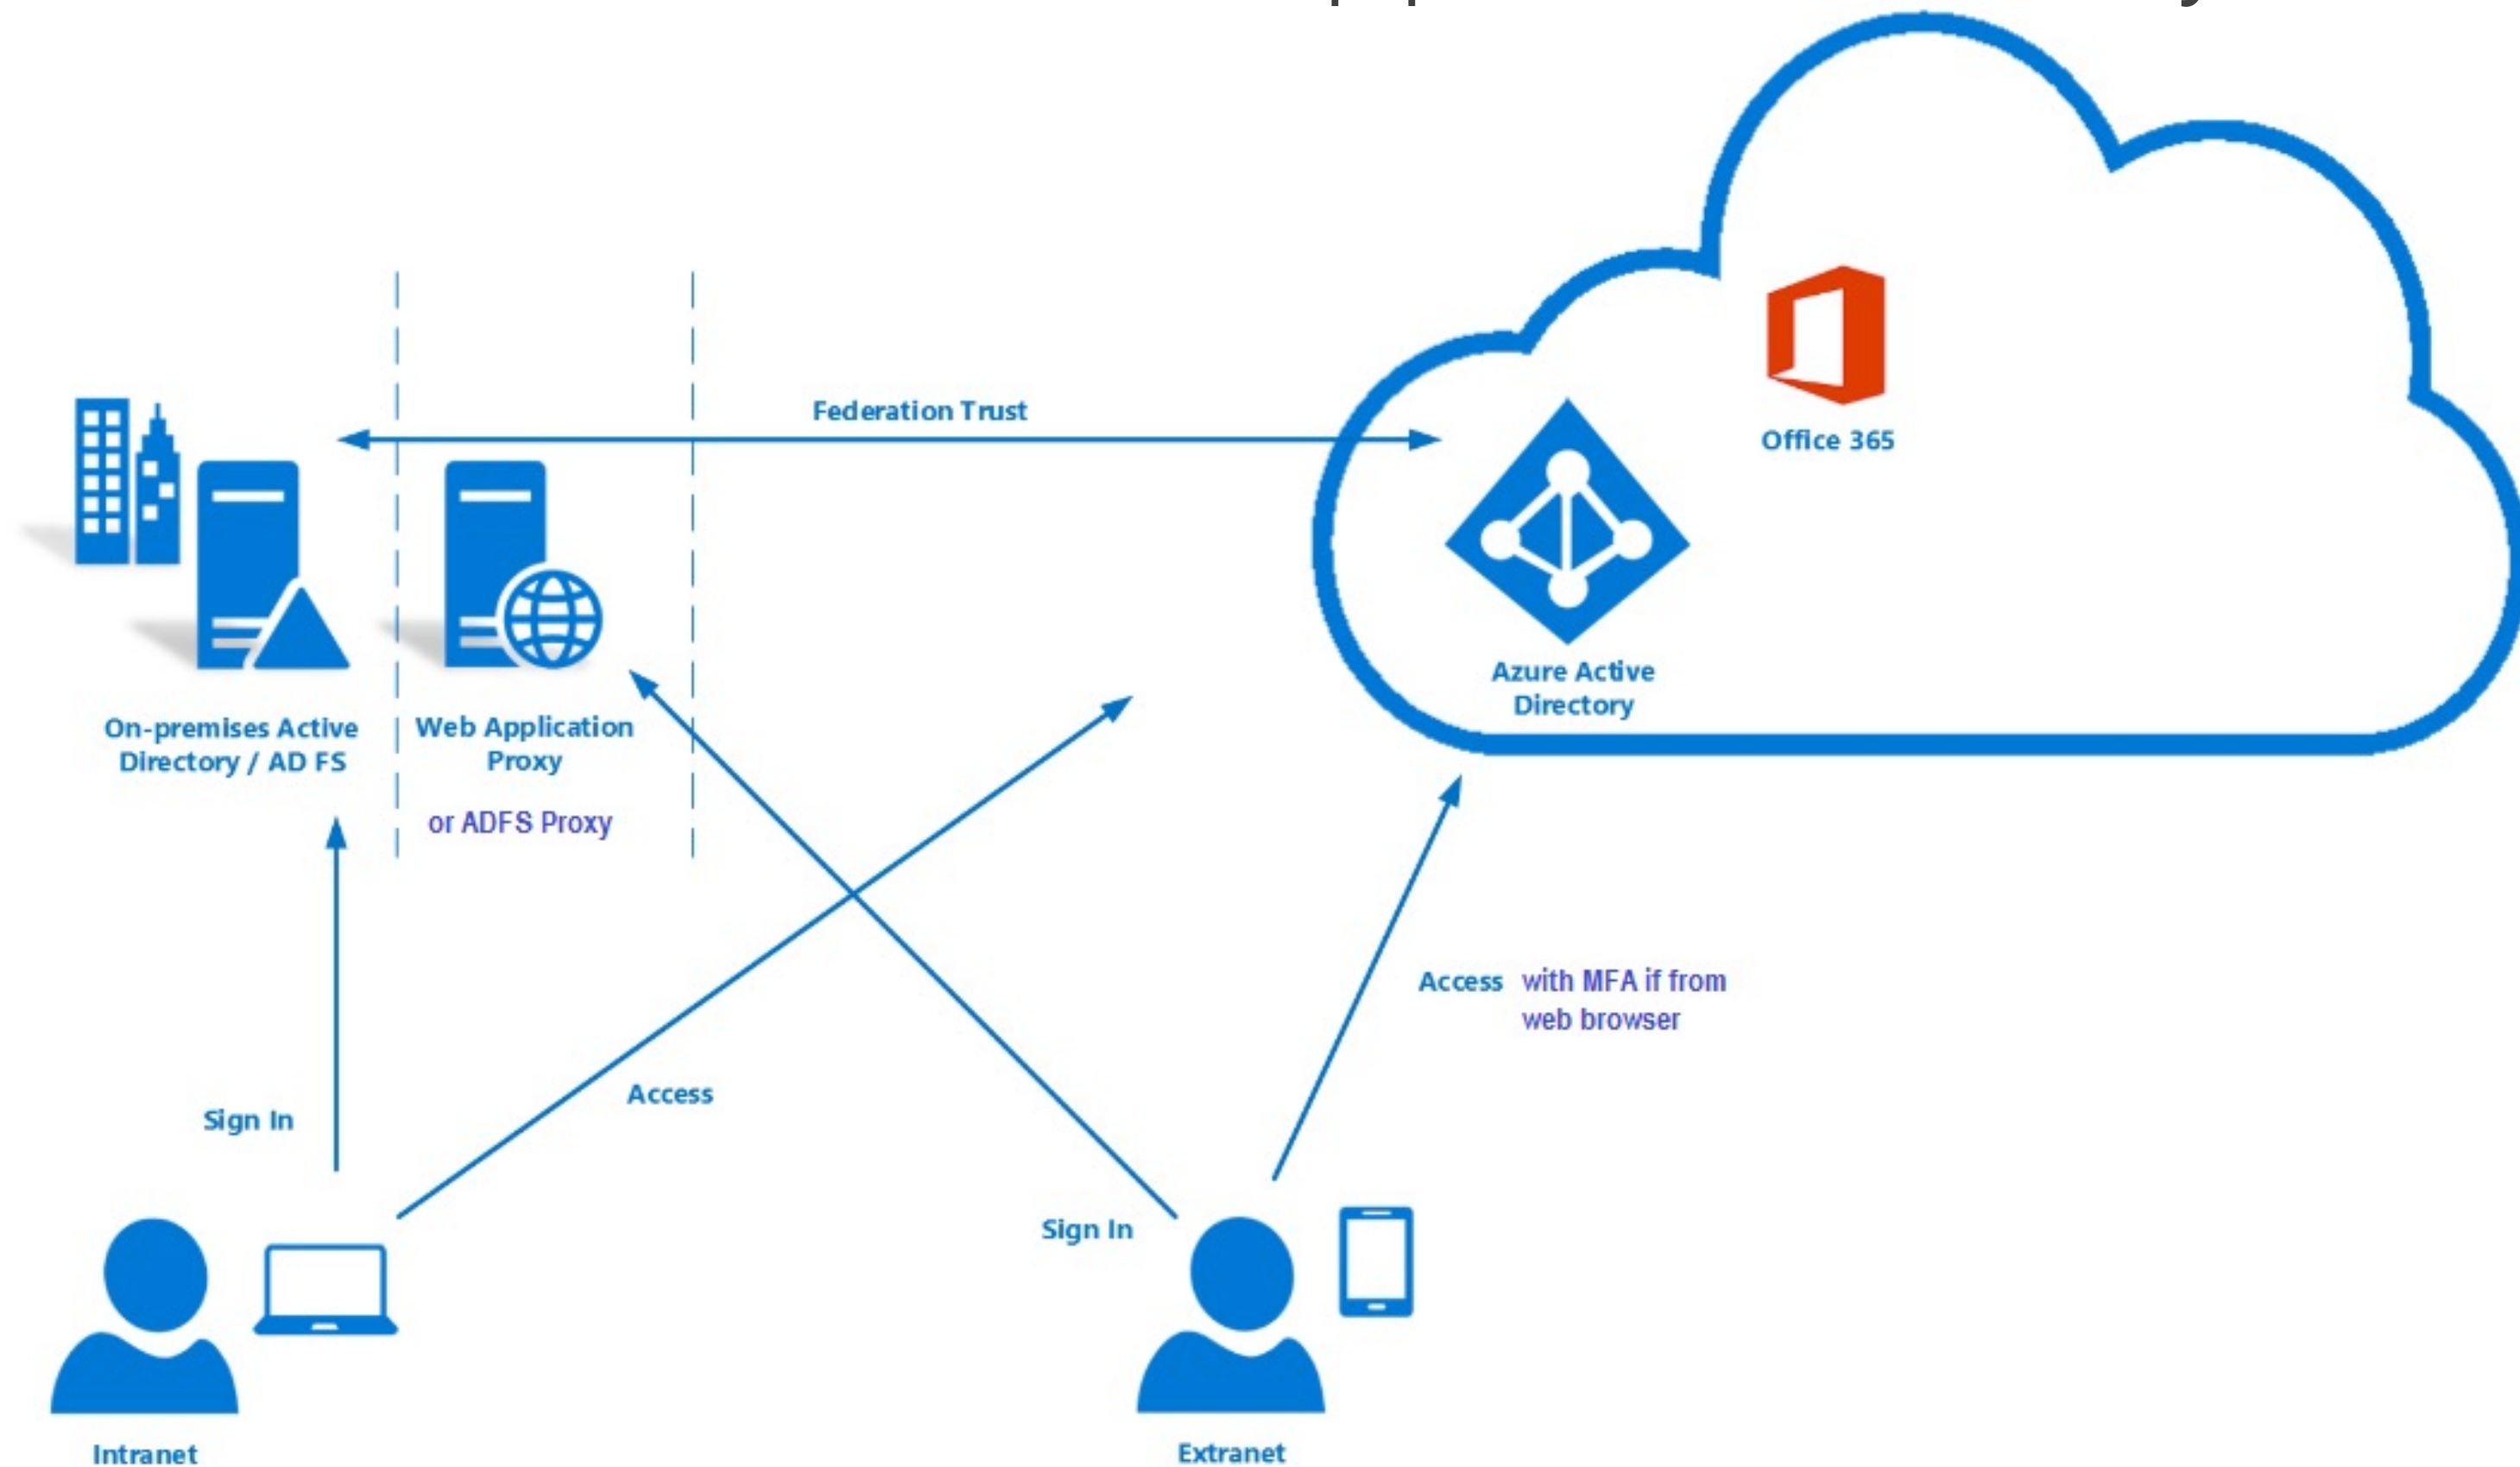 Federation Trust
Office 365
Azure Active
Directory
On-premises Active
Directory / AD FS
Web Application
Proxy
or ADFS Proxy
Access with MFA if from
web browser
Access
Sign In
Sign In
Intranet
Extranet